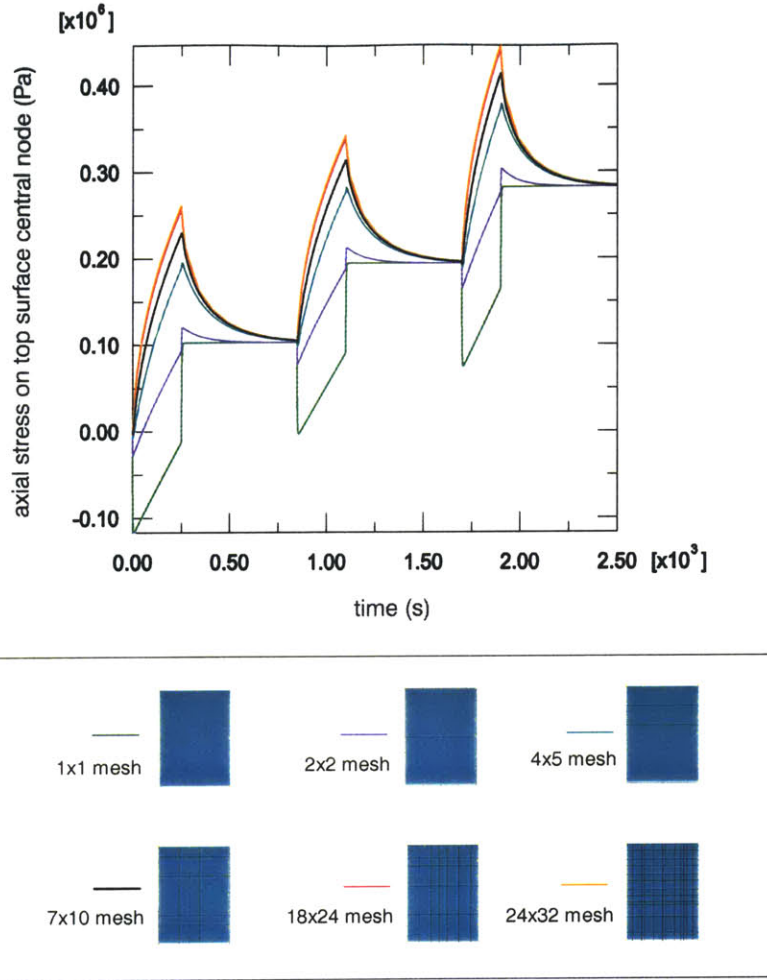 [x10⁶]
axial stress on top surface central node (Pa)
0.40
0.30
0.20
0.10
0.00
-0.10
0.00 0.50 1.00 1.50 2.00 2.50 [x10³]
time (s)
1x1 mesh 2x2 mesh 4x5 mesh
7x10 mesh 18x24 mesh 24x32 mesh